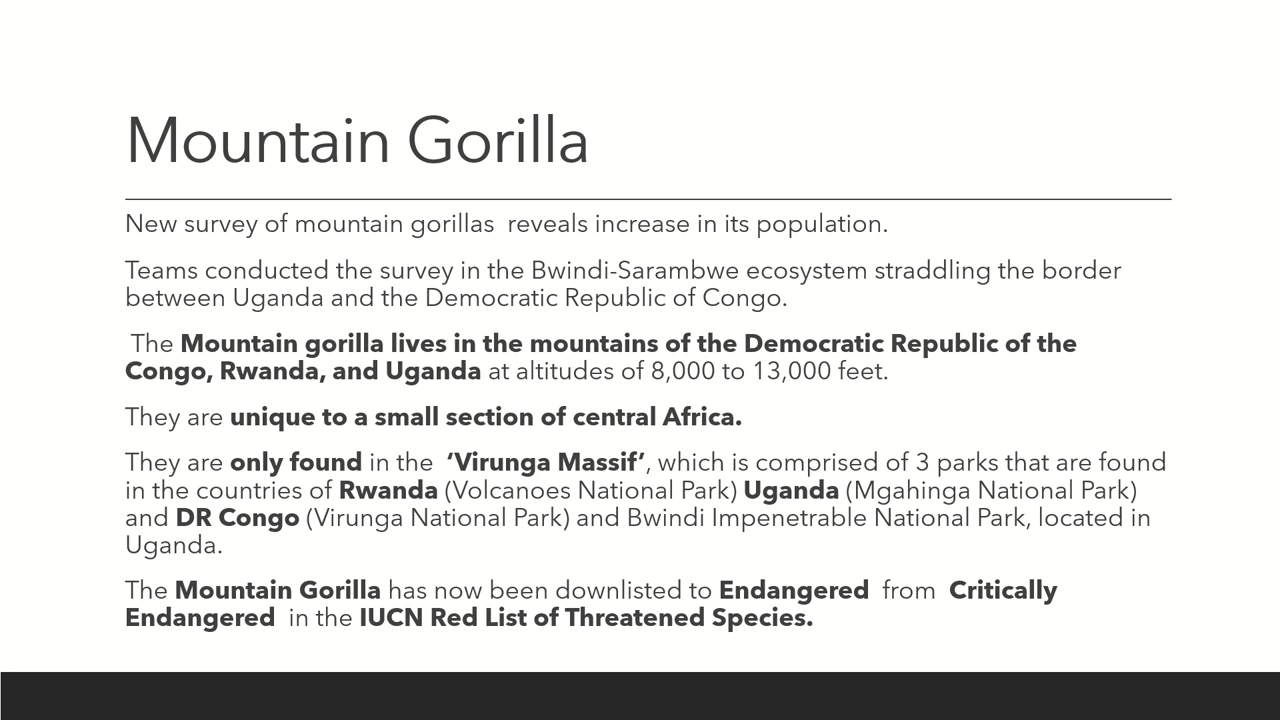 Mountain Gorilla
New survey of mountain gorillas  reveals increase in its population.
Teams conducted the survey in the Bwindi-Sarambwe ecosystem straddling the border
between Uganda and the Democratic Republic of Congo.
The Mountain gorilla lives in the mountains of the Democratic Republic of the
Congo, Rwanda, and Uganda at altitudes of 8,000 to 13,000 feet.
They are unique to a small section of central Africa.
They are only found in the  ‘Virunga Massif’, which is comprised of 3 parks that are found
in the countries of Rwanda (Volcanoes National Park) Uganda (Mgahinga National Park)
and DR Congo (Virunga National Park) and Bwindi Impenetrable National Park, located in
Uganda.
The Mountain Gorilla has now been downlisted to Endangered  from  Critically
Endangered  in the IUCN Red List of Threatened Species.